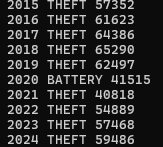 2015 THEFT 57352
2016 THEFT 61623
2017 THEFT 64386
2018 THEFT 65290
2019 THEFT 62497
2020 BATTERY 41515
2021 THEFT 40818
2022 THEFT 54889
2023 THEFT 57468
2024 THEFT 59486